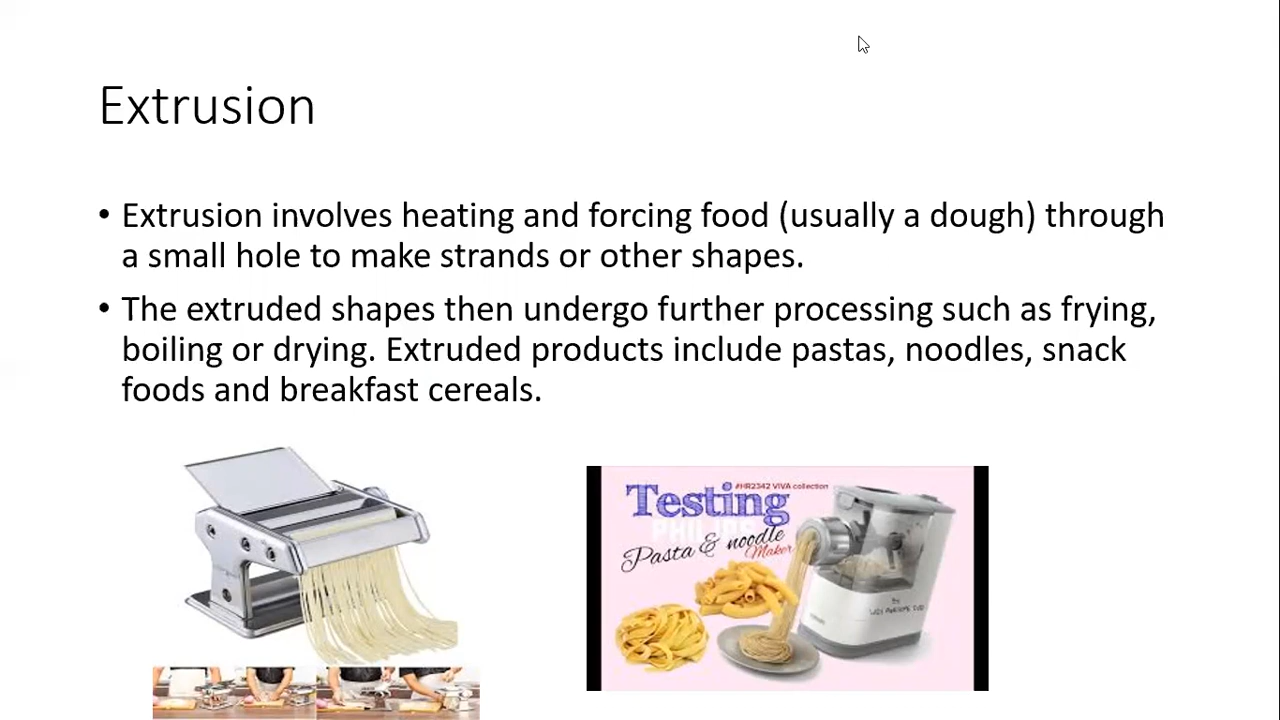 Extrusion
• Extrusion involves heating and forcing food (usually a dough) through
a small hole to make strands or other shapes.
• The extruded shapes then undergo further processing such as frying,
boiling or drying. Extruded products include pastas, noodles, snack
foods and breakfast cereals.
#HR2342 VIVA collection
Testing
Pasta & noodle
Maker